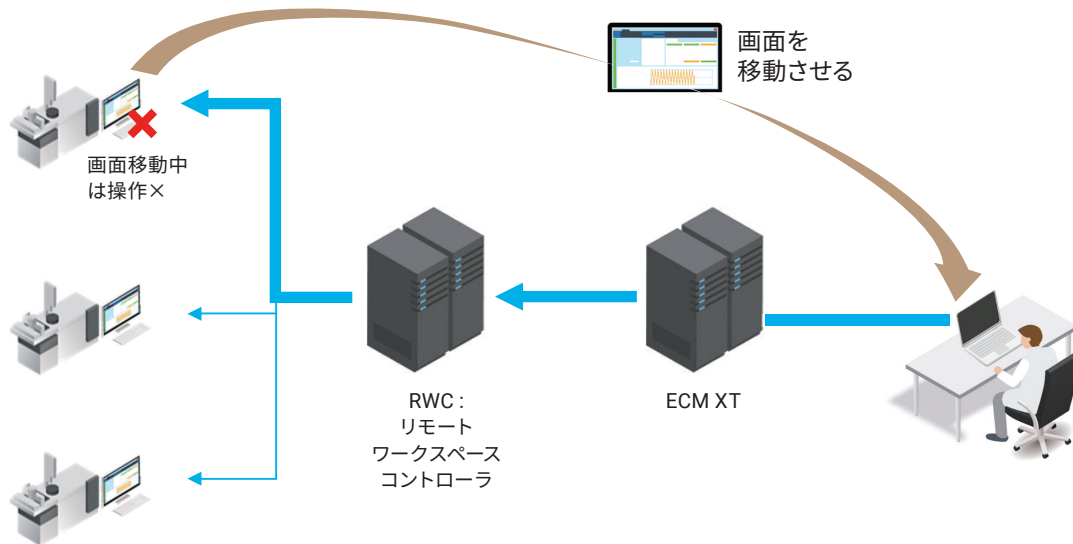 画面を
移動させる
画面移動中
は操作×
RWC :
リモート
ワークスペース
コントローラ
ECM XT